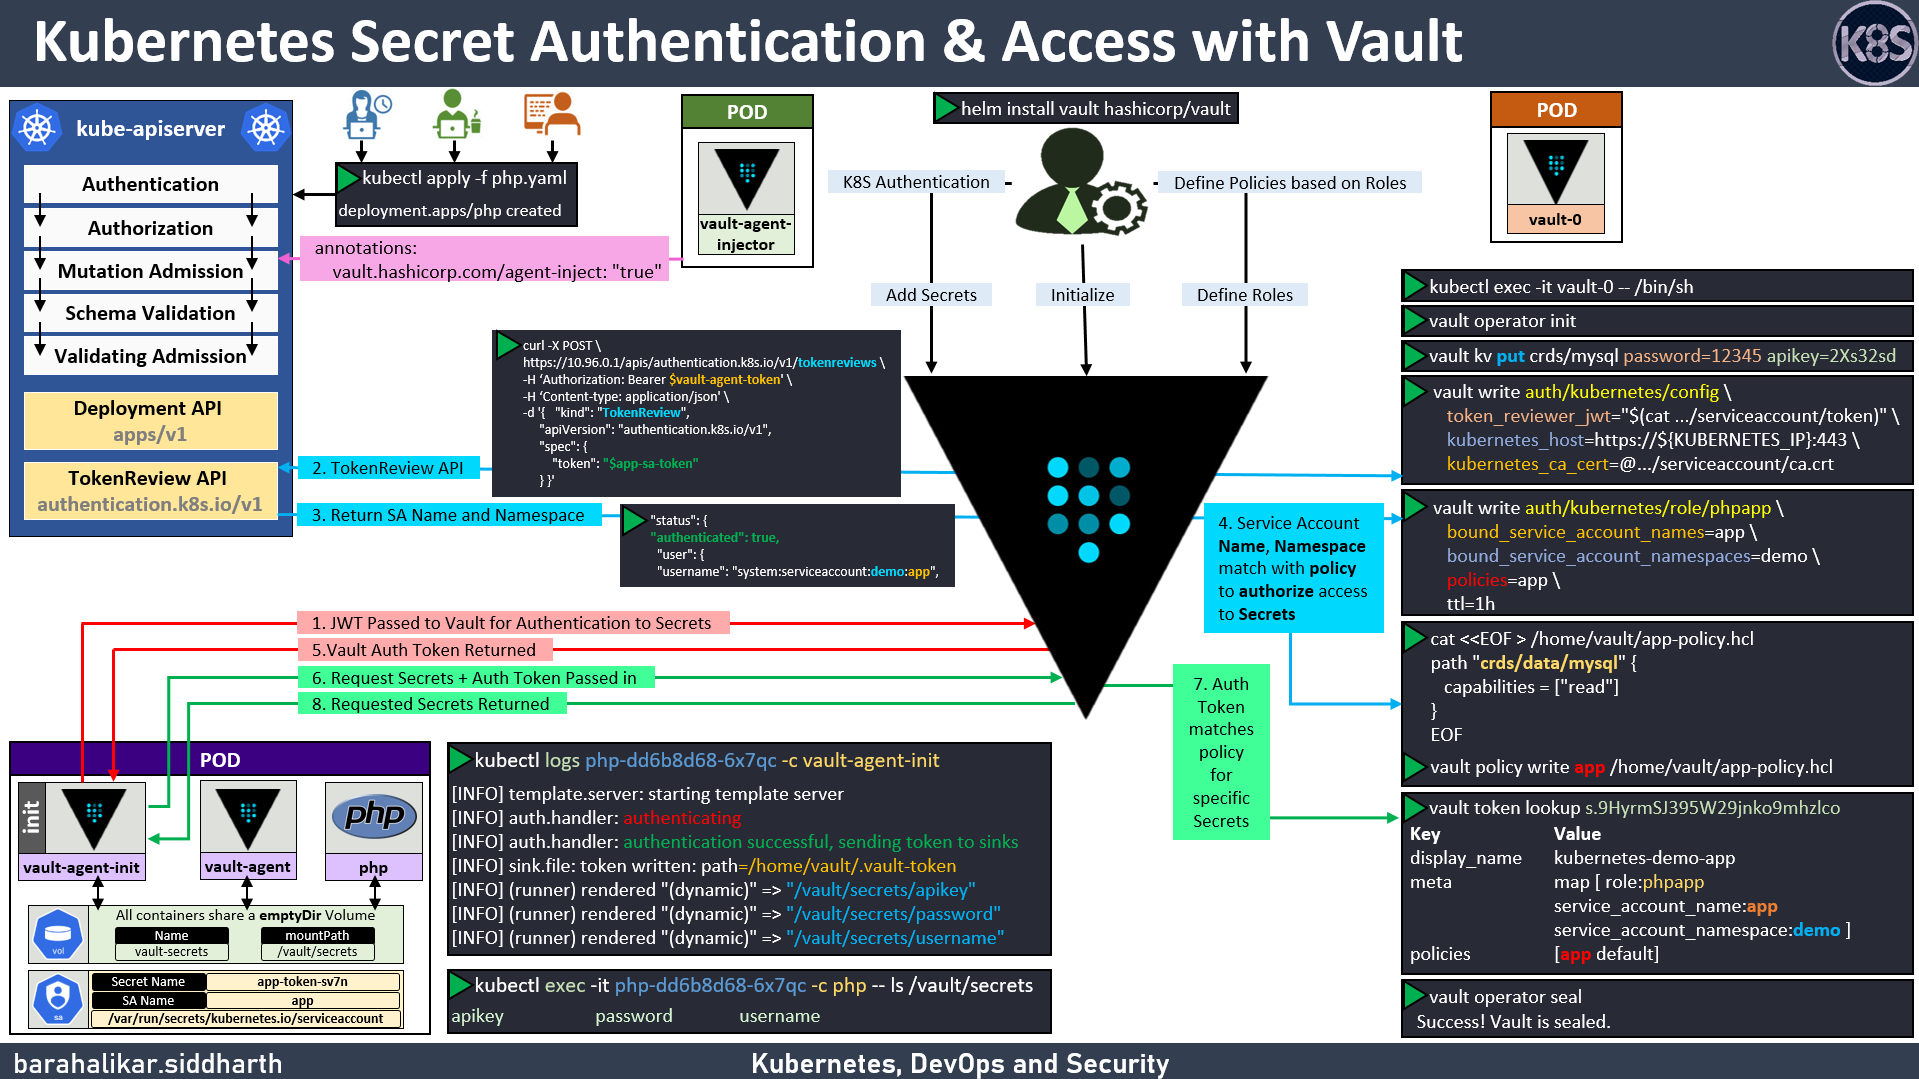 Kubernetes Secret Authentication & Access with Vault
K8S
kube-apiserver
Authentication
Authorization
Mutation Admission
Schema Validation
Validating Admission
Deployment API
apps/v1
TokenReview API
authentication.k8s.io/v1
kubectl apply -f php.yaml
deployment.apps/php created
annotations:
vault.hashicorp.com/agent-inject: "true"
POD
vault-agent-
injector
helm install vault hashicorp/vault
K8S Authentication
Define Policies based on Roles
Add Secrets
Initialize
Define Roles
POD
vault-0
curl -X POST \
https://10.96.0.1/apis/authentication.k8s.io/v1/tokenreviews \
-H ‘Authorization: Bearer $vault-agent-token' \
-H ‘Content-type: application/json' \
-d '{ "kind": "TokenReview",
"apiVersion": "authentication.k8s.io/v1",
"spec": {
"token": "$app-sa-token"
} }'
2. TokenReview API
3. Return SA Name and Namespace
"status": {
"authenticated": true,
"user": {
"username": "system:serviceaccount:demo:app",
4. Service Account
Name, Namespace
match with policy
to authorize access
to Secrets
1. JWT Passed to Vault for Authentication to Secrets
5.Vault Auth Token Returned
6. Request Secrets + Auth Token Passed in
8. Requested Secrets Returned
7. Auth
Token
matches
policy
for
specific
Secrets
kubectl exec -it vault-0 -- /bin/sh
vault operator init
vault kv put crds/mysql password=12345 apikey=2Xs32sd
vault write auth/kubernetes/config \
token_reviewer_jwt="$(cat .../serviceaccount/token)" \
kubernetes_host=https://${KUBERNETES_IP}:443 \
kubernetes_ca_cert=@.../serviceaccount/ca.crt
vault write auth/kubernetes/role/phpapp \
bound_service_account_names=app \
bound_service_account_namespaces=demo \
policies=app \
ttl=1h
cat <<EOF > /home/vault/app-policy.hcl
path "crds/data/mysql" {
capabilities = ["read"]
}
EOF
vault policy write app /home/vault/app-policy.hcl
vault token lookup s.9HyrmSJ395W29jnko9mhzlco
Key Value
display_name kubernetes-demo-app
meta map [ role:phpapp
service_account_name:app
service_account_namespace:demo ]
policies [app default]
vault operator seal
Success! Vault is sealed.
POD
init
vault-agent-init
vault-agent
php
php
All containers share a emptyDir Volume
vol
Name mountPath
vault-secrets /vault/secrets
sa
Secret Name app-token-sv7n
SA Name app
/var/run/secrets/kubernetes.io/serviceaccount
kubectl logs php-dd6b8d68-6x7qc -c vault-agent-init
[INFO] template.server: starting template server
[INFO] auth.handler: authenticating
[INFO] auth.handler: authentication successful, sending token to sinks
[INFO] sink.file: token written: path=/home/vault/.vault-token
[INFO] (runner) rendered "(dynamic)" => "/vault/secrets/apikey"
[INFO] (runner) rendered "(dynamic)" => "/vault/secrets/password"
[INFO] (runner) rendered "(dynamic)" => "/vault/secrets/username"
kubectl exec -it php-dd6b8d68-6x7qc -c php -- ls /vault/secrets
apikey password username
barahalikar.siddharth
Kubernetes, DevOps and Security